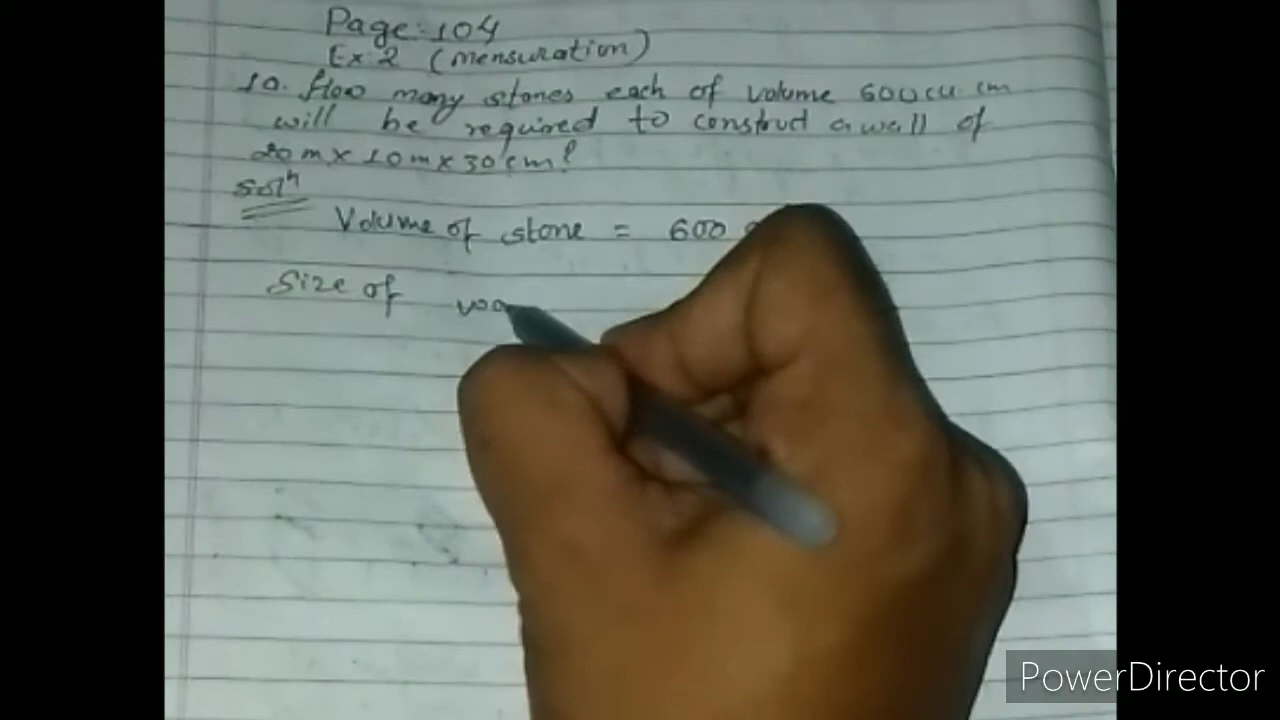 Page: 104
Ex: 2 (mensuration)
10. How many stones each of volume 600 cu cm
will be required to construct a wall of
20 m x 10 m x 30 cm?
Solⁿ
Volume of stone = 600
Size of
PowerDirector